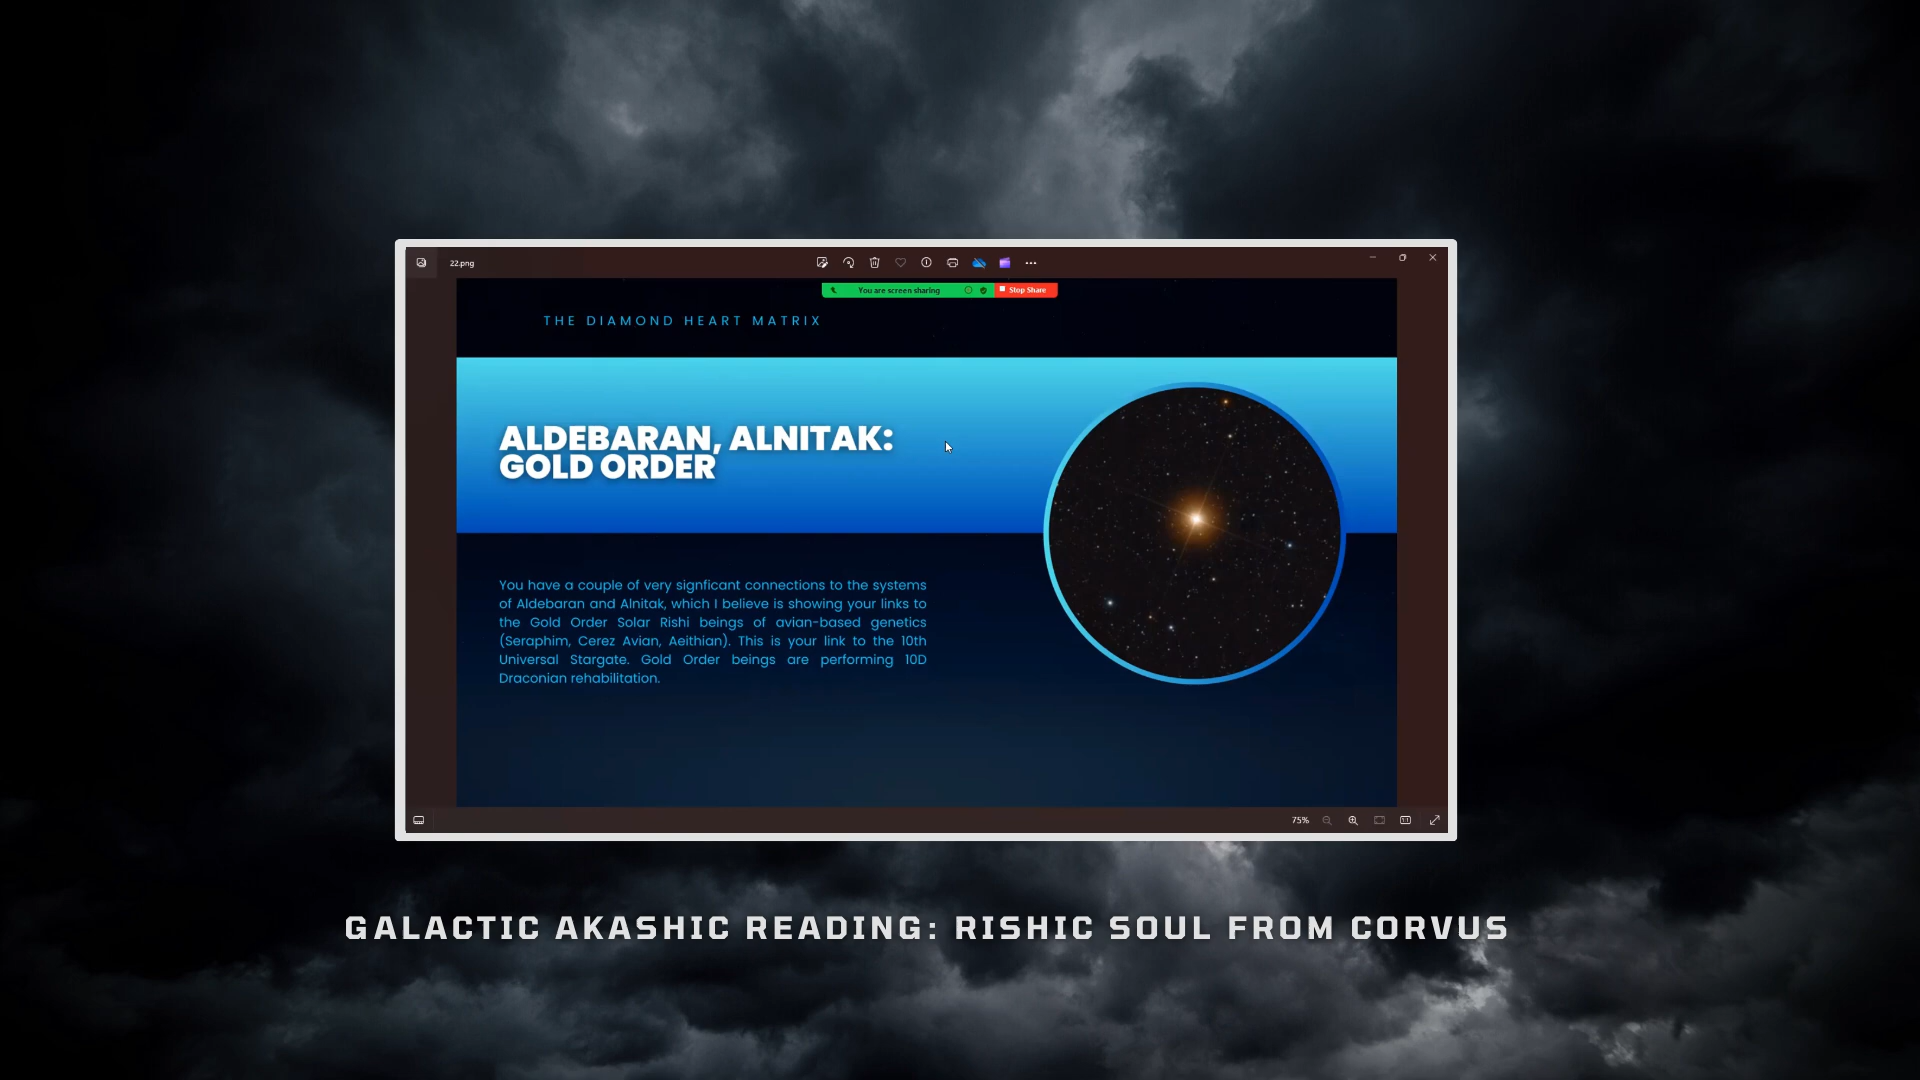 22.png
You are screen sharing
Stop Share
THE DIAMOND HEART MATRIX
ALDEBARAN, ALNITAK:
GOLD ORDER
You have a couple of very signficant connections to the systems
of Aldebaran and Alnitak, which I believe is showing your links to
the Gold Order Solar Rishi beings of avian-based genetics
(Seraphim, Cerez Avian, Aeithian). This is your link to the 10th
Universal Stargate. Gold Order beings are performing 10D
Draconian rehabilitation.
75%
GALACTIC AKASHIC READING: RISHIC SOUL FROM CORVUS